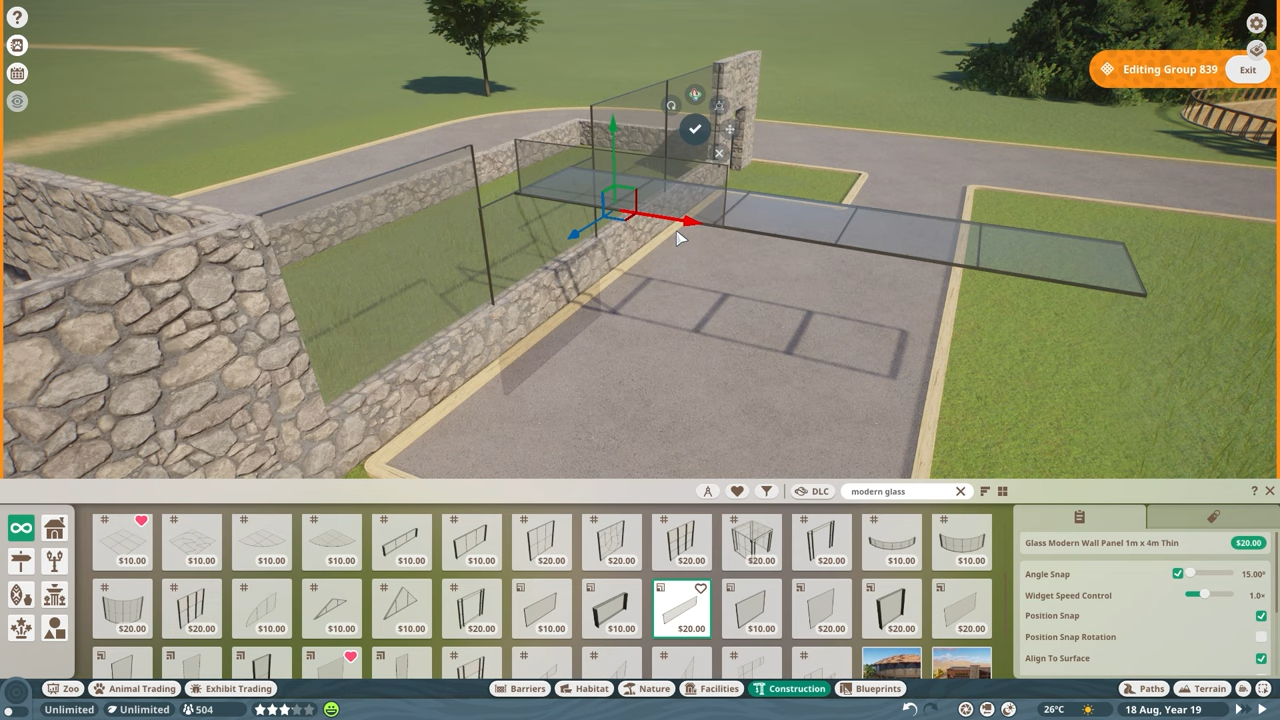 ?
Editing Group 839
Exit
DLC
modern glass
?
$10.00 $10.00 $10.00 $10.00 $10.00 $10.00 $20.00 $10.00 $20.00 $20.00 $20.00 $10.00 $10.00
$20.00 $20.00 $10.00 $10.00 $10.00 $20.00 $10.00 $10.00 $20.00 $10.00 $20.00 $20.00 $20.00
Glass Modern Wall Panel 1m x 4m Thin $20.00
Angle Snap 15.00°
Widget Speed Control 1.0×
Position Snap
Position Snap Rotation
Align To Surface
Zoo Animal Trading Exhibit Trading Barriers Habitat Nature Facilities Construction Blueprints Paths Terrain
Unlimited Unlimited 504 26°C 18 Aug, Year 19